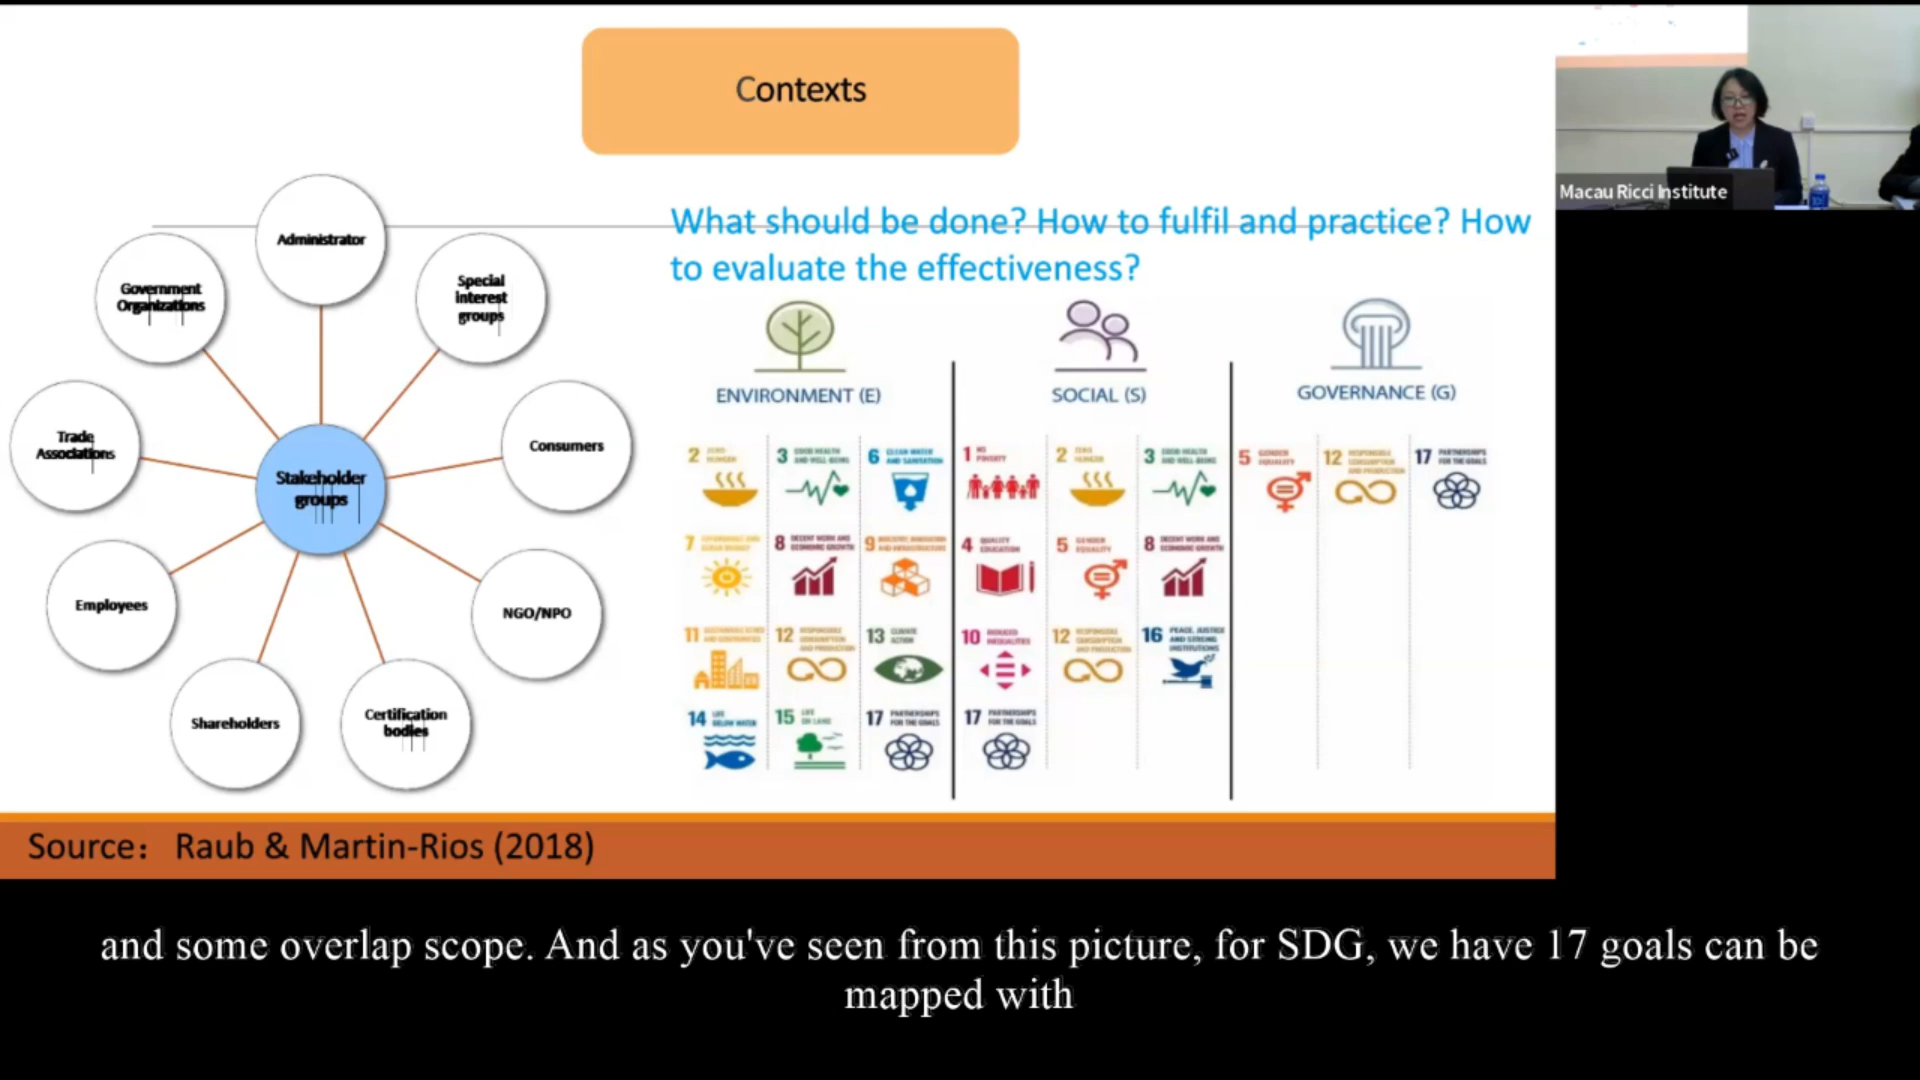 Contexts
Macau Ricci Institute
What should be done? How to fulfil and practice? How
to evaluate the effectiveness?
Administrator
Government
Organizations
Special
interest
groups
Trade
Associations
Consumers
Stakeholder
groups
Employees
NGO/NPO
Shareholders
Certification
bodies
ENVIRONMENT (E)
SOCIAL (S)
GOVERNANCE (G)
2 ZERO
HUNGER
3 GOOD HEALTH
AND WELL-BEING
6 CLEAN WATER
AND SANITATION
1 NO
POVERTY
2 ZERO
HUNGER
3 GOOD HEALTH
AND WELL-BEING
5 GENDER
EQUALITY
12 RESPONSIBLE
CONSUMPTION
AND PRODUCTION
17 PARTNERSHIPS
FOR THE GOALS
7 AFFORDABLE AND
CLEAN ENERGY
8 DECENT WORK AND
ECONOMIC GROWTH
9 INDUSTRY, INNOVATION
AND INFRASTRUCTURE
4 QUALITY
EDUCATION
5 GENDER
EQUALITY
8 DECENT WORK AND
ECONOMIC GROWTH
11 SUSTAINABLE CITIES
AND COMMUNITIES
12 RESPONSIBLE
CONSUMPTION
AND PRODUCTION
13 CLIMATE
ACTION
10 REDUCED
INEQUALITIES
12 RESPONSIBLE
CONSUMPTION
AND PRODUCTION
16 PEACE, JUSTICE
AND STRONG
INSTITUTIONS
14 LIFE
BELOW WATER
15 LIFE
ON LAND
17 PARTNERSHIPS
FOR THE GOALS
17 PARTNERSHIPS
FOR THE GOALS
Source： Raub & Martin-Rios (2018)
and some overlap scope. And as you've seen from this picture, for SDG, we have 17 goals can be
mapped with